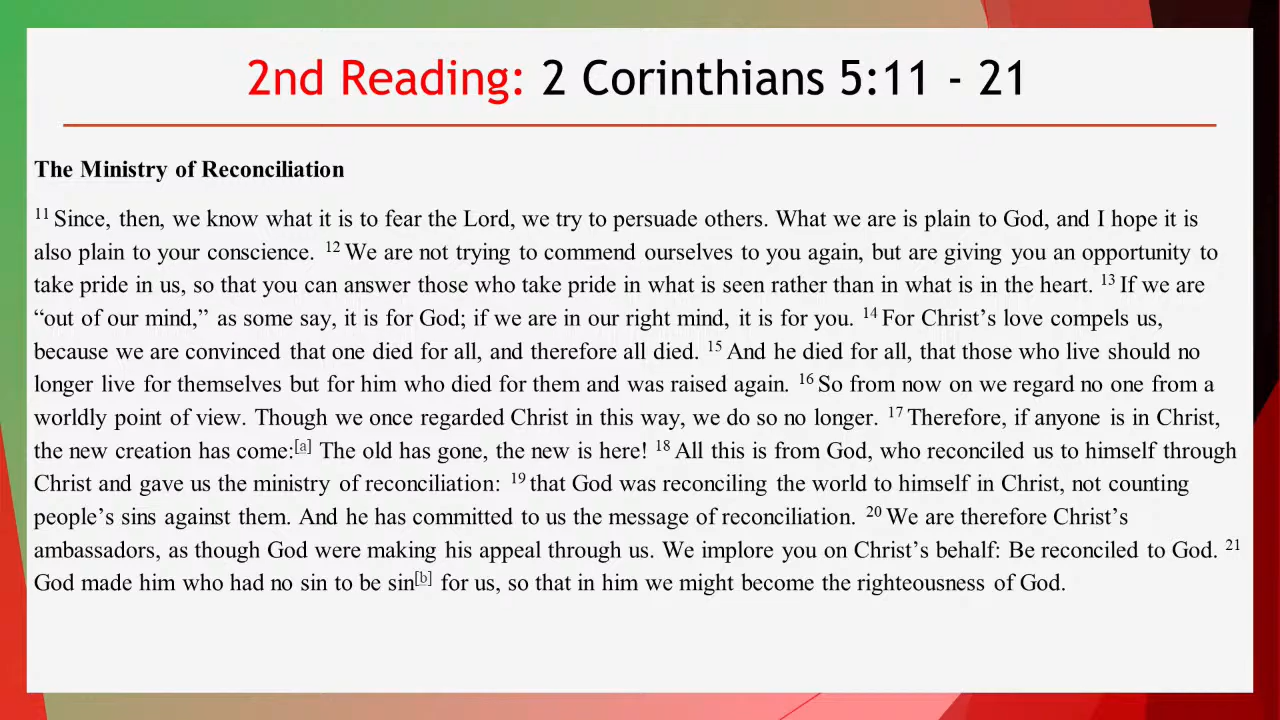 2nd Reading: 2 Corinthians 5:11 - 21
The Ministry of Reconciliation
11 Since, then, we know what it is to fear the Lord, we try to persuade others. What we are is plain to God, and I hope it is
also plain to your conscience. 12 We are not trying to commend ourselves to you again, but are giving you an opportunity to
take pride in us, so that you can answer those who take pride in what is seen rather than in what is in the heart. 13 If we are
“out of our mind,” as some say, it is for God; if we are in our right mind, it is for you. 14 For Christ’s love compels us,
because we are convinced that one died for all, and therefore all died. 15 And he died for all, that those who live should no
longer live for themselves but for him who died for them and was raised again. 16 So from now on we regard no one from a
worldly point of view. Though we once regarded Christ in this way, we do so no longer. 17 Therefore, if anyone is in Christ,
the new creation has come:[a] The old has gone, the new is here! 18 All this is from God, who reconciled us to himself through
Christ and gave us the ministry of reconciliation: 19 that God was reconciling the world to himself in Christ, not counting
people’s sins against them. And he has committed to us the message of reconciliation. 20 We are therefore Christ’s
ambassadors, as though God were making his appeal through us. We implore you on Christ’s behalf: Be reconciled to God. 21
God made him who had no sin to be sin[b] for us, so that in him we might become the righteousness of God.